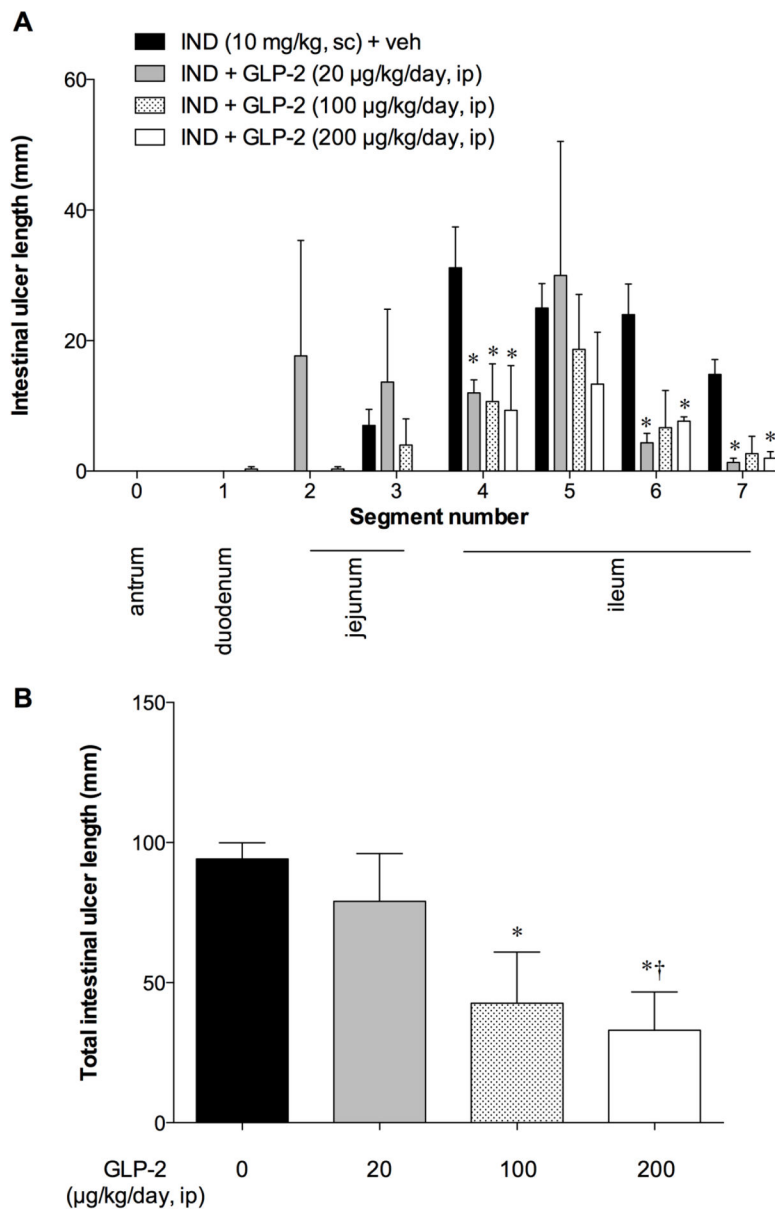 A
IND (10 mg/kg, sc) + veh
IND + GLP-2 (20 µg/kg/day, ip)
IND + GLP-2 (100 µg/kg/day, ip)
IND + GLP-2 (200 µg/kg/day, ip)
Intestinal ulcer length (mm)
60
40
20
0
* * *
* *
* *
0 1 2 3 4 5 6 7
Segment number
antrum
duodenum
jejunum
ileum
B
Total intestinal ulcer length (mm)
150
100
50
0
*
*†
GLP-2 0 20 100 200
(µg/kg/day, ip)